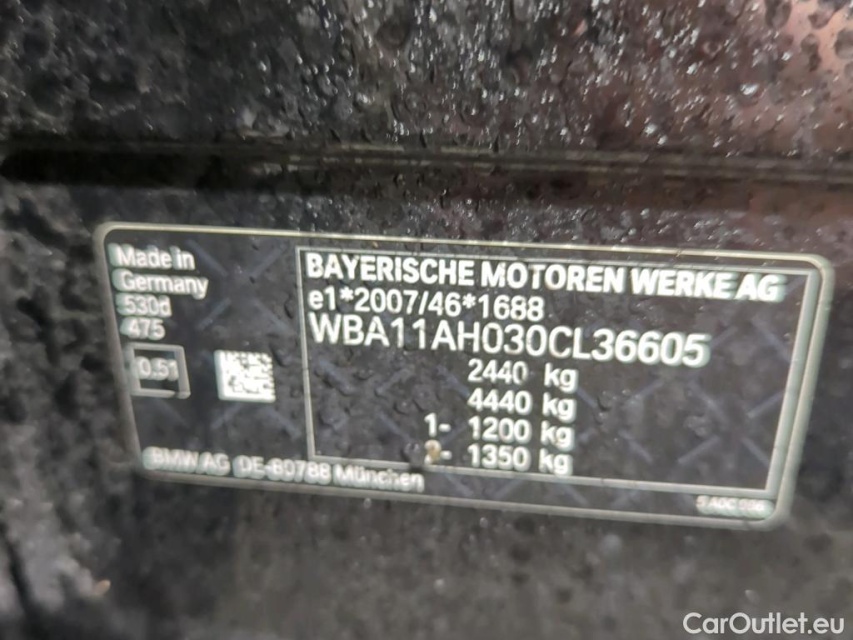 Made in
Germany
530d
475
0.51
BAYERISCHE MOTOREN WERKE AG
e1*2007/46*1688
WBA11AH030CL36605
2440 kg
4440 kg
1- 1200 kg
2- 1350 kg
BMW AG DE-80788 München
CarOutlet.eu